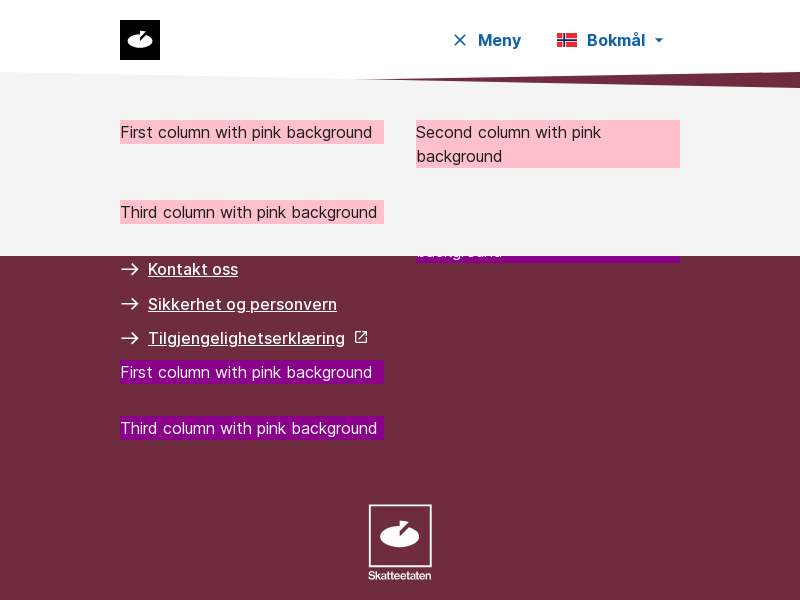 Meny
Bokmål
First column with pink background
Second column with pink
background
Third column with pink background
background
Kontakt oss
Sikkerhet og personvern
Tilgjengelighetserklæring
First column with pink background
Third column with pink background
Skatteetaten